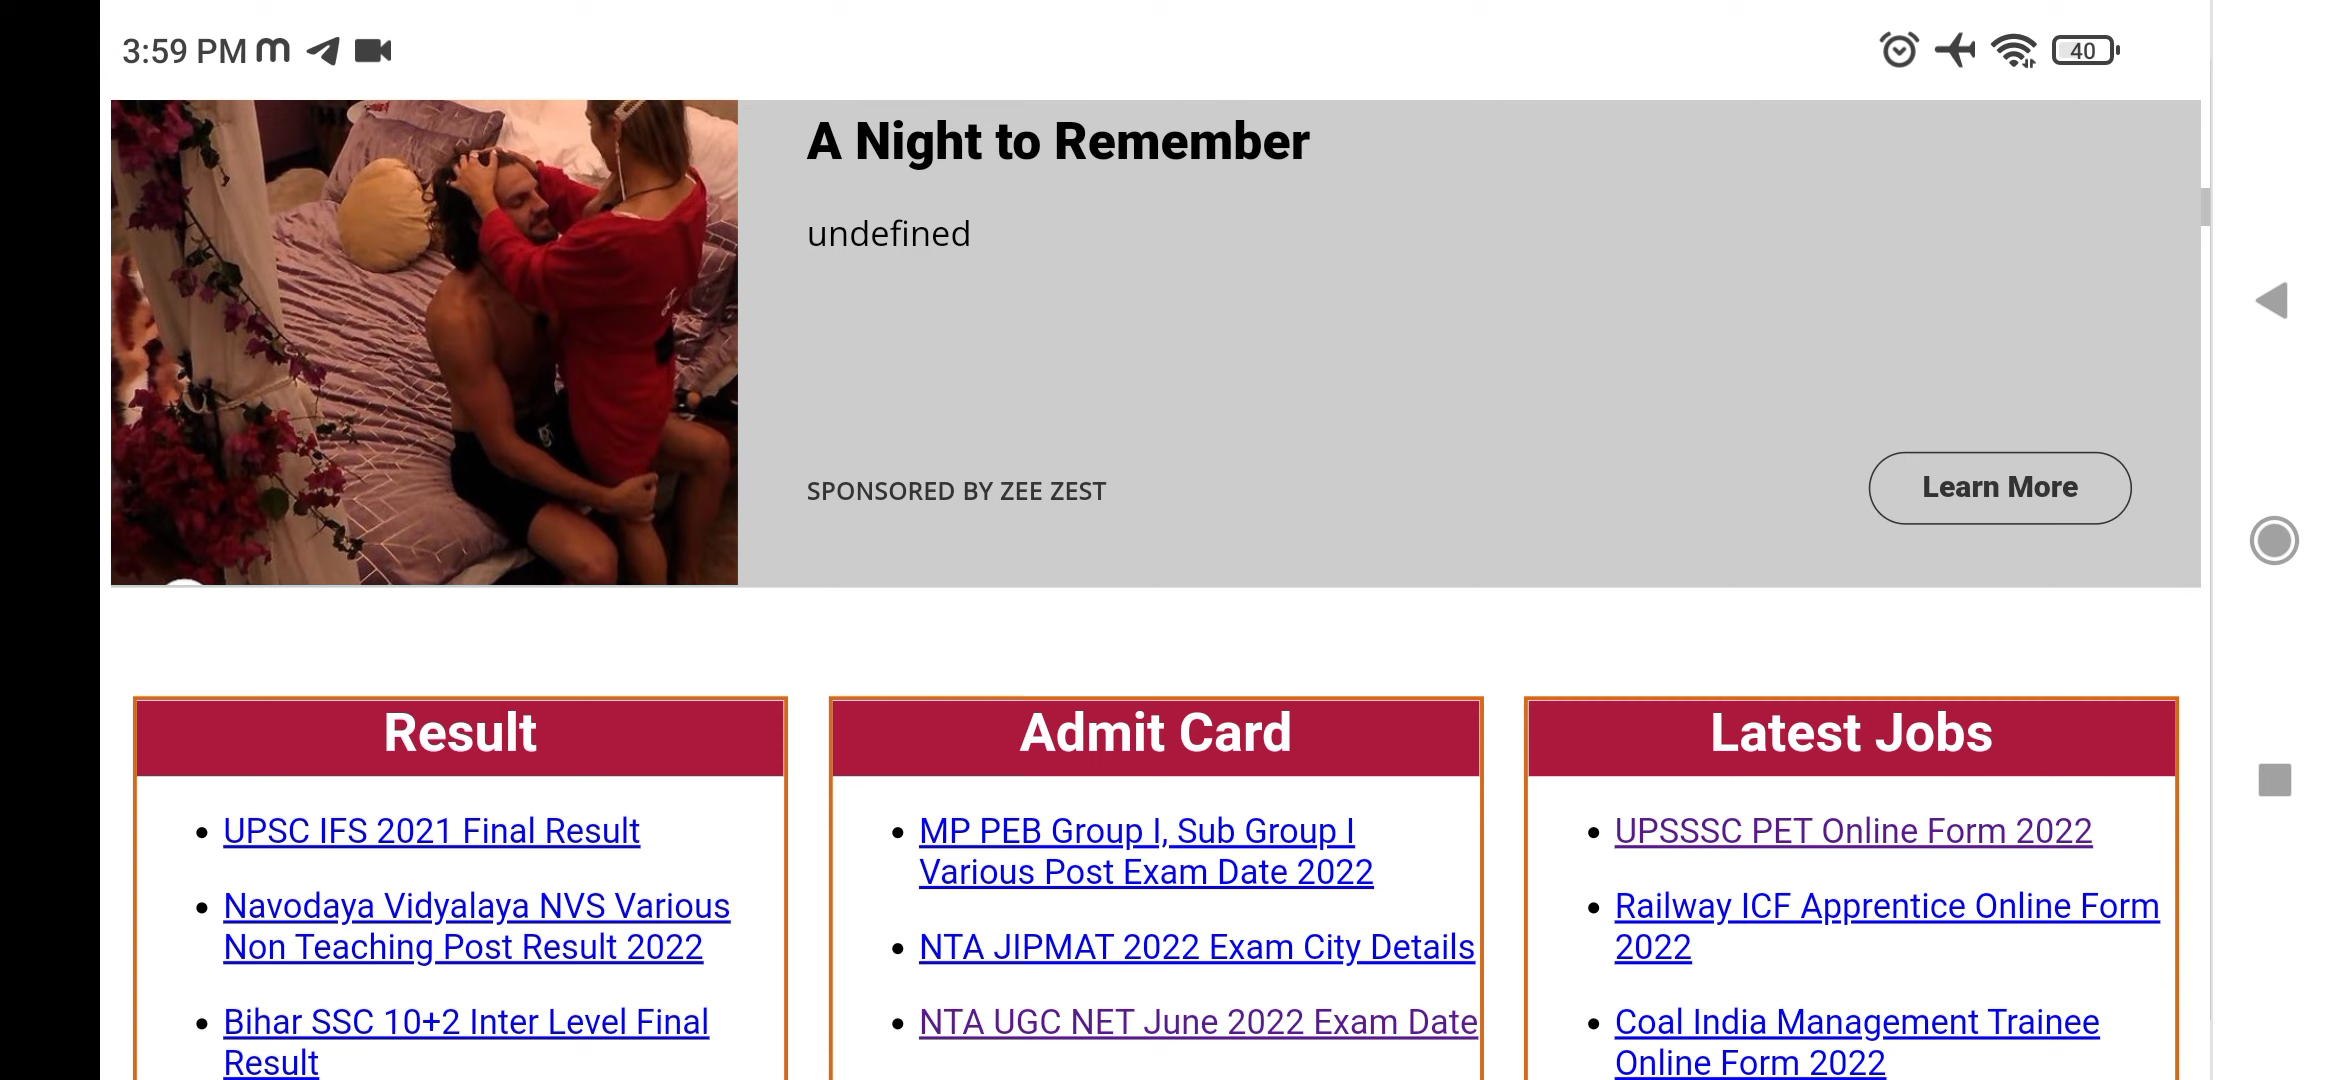 3:59 PM
40
A Night to Remember
undefined
SPONSORED BY ZEE ZEST
Learn More
Result
UPSC IFS 2021 Final Result
Navodaya Vidyalaya NVS Various
Non Teaching Post Result 2022
Bihar SSC 10+2 Inter Level Final
Result
Admit Card
MP PEB Group I, Sub Group I
Various Post Exam Date 2022
NTA JIPMAT 2022 Exam City Details
NTA UGC NET June 2022 Exam Date
Latest Jobs
UPSSSC PET Online Form 2022
Railway ICF Apprentice Online Form
2022
Coal India Management Trainee
Online Form 2022